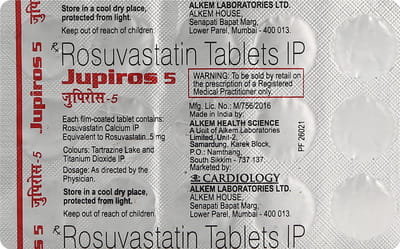 Store in a cool dry place,
protected from light.
Keep out of reach of children
ALKEM LABORATORIES LTD.
ALKEM HOUSE,
Senapati Bapat Marg,
Lower Parel, Mumbai - 400 013.
Rx Rosuvastatin Tablets IP
Jupiros 5
जुपिरोस -5
Jupiros 5
जुपिरोस-5
WARNING: To be sold by retail on
the prescription of a Registered
Medical Practitioner only.
Each film-coated tablet contains:
Rosuvastatin Calcium IP
Equivalent to Rosuvastatin..5 mg
Colours: Tartrazine Lake and
Titanium Dioxide IP
Dosage: As directed by the
Physician.
Store in a cool dry place,
protected from light.
Keep out of reach of children
Mfg. Lic. No.: M/756/2016
Made in India by:
ALKEM HEALTH SCIENCE
A Unit of Alkem Laboratories
Limited, Unit-2,
Samardung, Karek Block,
P.O.: Namthang,
South Sikkim - 737 137.
Marketed by:
CARDIOLOGY
ALKEM LABORATORIES LTD.
ALKEM HOUSE,
Senapati Bapat Marg,
Lower Parel, Mumbai - 400 013.
PF 26021
Rx Rosuvastatin Tablets IP